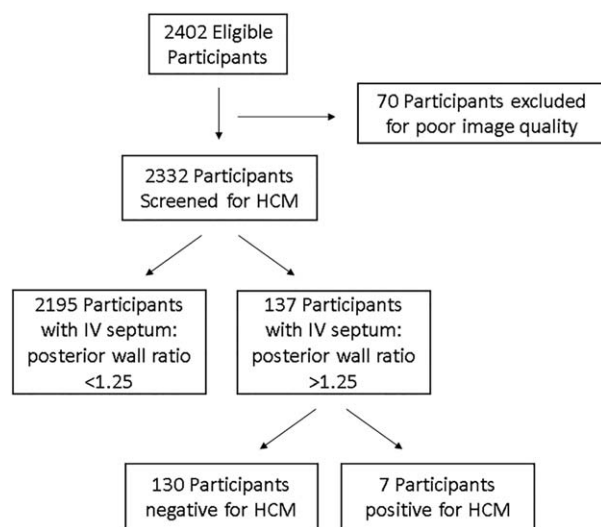 2402 Eligible
Participants
70 Participants excluded
for poor image quality
2332 Participants
Screened for HCM
2195 Participants
with IV septum:
posterior wall ratio
<1.25
137 Participants
with IV septum:
posterior wall ratio
>1.25
130 Participants
negative for HCM
7 Participants
positive for HCM